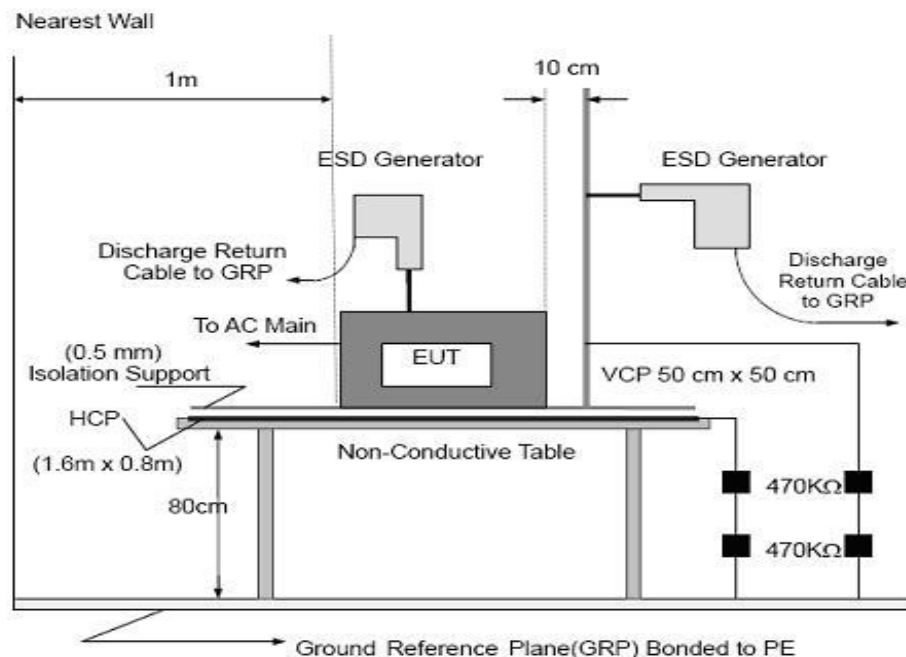 Nearest Wall
1m
10 cm
ESD Generator
ESD Generator
Discharge Return
Cable to GRP
Discharge
Return Cable
to GRP
To AC Main
EUT
(0.5 mm)
Isolation Support
VCP 50 cm x 50 cm
HCP
(1.6m x 0.8m)
Non-Conductive Table
80cm
470KΩ
470KΩ
Ground Reference Plane(GRP) Bonded to PE